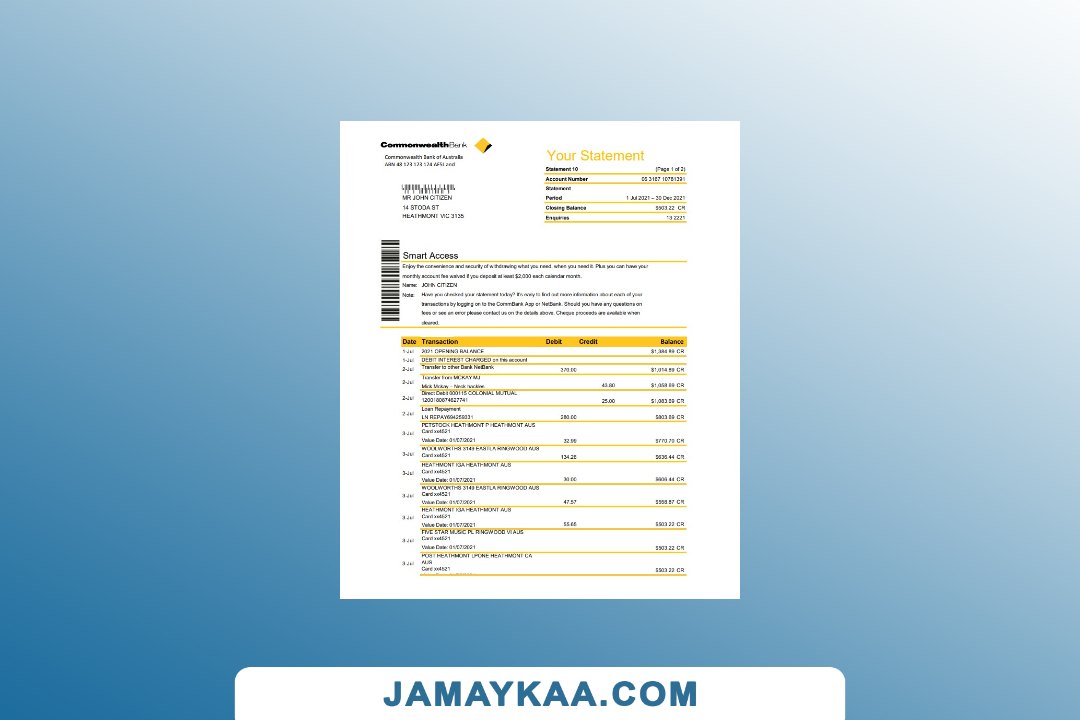 CommonwealthBank
Commonwealth Bank of Australia
ABN 48 123 123 124 AFSL and
Your Statement
Statement 10 (Page 1 of 2)
Account Number 05 3167 10781391
Statement
Period 1 Jul 2021 – 30 Dec 2021
Closing Balance $503.22 CR
Enquiries 13 2221
MR JOHN CITIZEN
14 STODA ST
HEATHMONT VIC 3135
Smart Access
Enjoy the convenience and security of withdrawing what you need, when you need it. Plus you can have your
monthly account fee waived if you deposit at least $2,000 each calendar month.
Name: JOHN CITIZEN
Note: Have you checked your statement today? It's easy to find out more information about each of your
transactions by logging on to the CommBank App or NetBank. Should you have any questions on
fees or see an error please contact us on the details above. Cheque proceeds are available when
cleared.
Date Transaction Debit Credit Balance
1-Jul 2021 OPENING BALANCE $1,384.89 CR
1-Jul DEBIT INTEREST CHARGED on this account
2-Jul Transfer to other Bank NetBank 370.00 $1,014.89 CR
2-Jul Transfer from MCKAY MJ
Mick Mckay – Neck hackles 43.80 $1,058.69 CR
2-Jul Direct Debit 000115 COLONIAL MUTUAL
1200180874627741 25.00 $1,083.69 CR
2-Jul Loan Repayment
LN REPAY694259331 280.00 $803.69 CR
3-Jul PETSTOCK HEATHMONT P HEATHMONT AUS
Card xx4521
Value Date: 01/07/2021 32.99 $770.70 CR
3-Jul WOOLWORTHS 3149 EASTLA RINGWOOD AUS
Card xx4521 134.26 $636.44 CR
3-Jul HEATHMONT IGA HEATHMONT AUS
Card xx4521
Value Date: 01/07/2021 30.00 $606.44 CR
3-Jul WOOLWORTHS 3149 EASTLA RINGWOOD AUS
Card xx4521
Value Date: 01/07/2021 47.57 $558.87 CR
3-Jul HEATHMONT IGA HEATHMONT AUS
Card xx4521
Value Date: 01/07/2021 55.65 $503.22 CR
3-Jul FIVE STAR MUSIC PL RINGWOOD VI AUS
Card xx4521
Value Date: 01/07/2021 $503.22 CR
3-Jul POST HEATHMONT LPONE HEATHMONT CA
AUS
Card xx4521 $503.22 CR
JAMAYKAA.COM